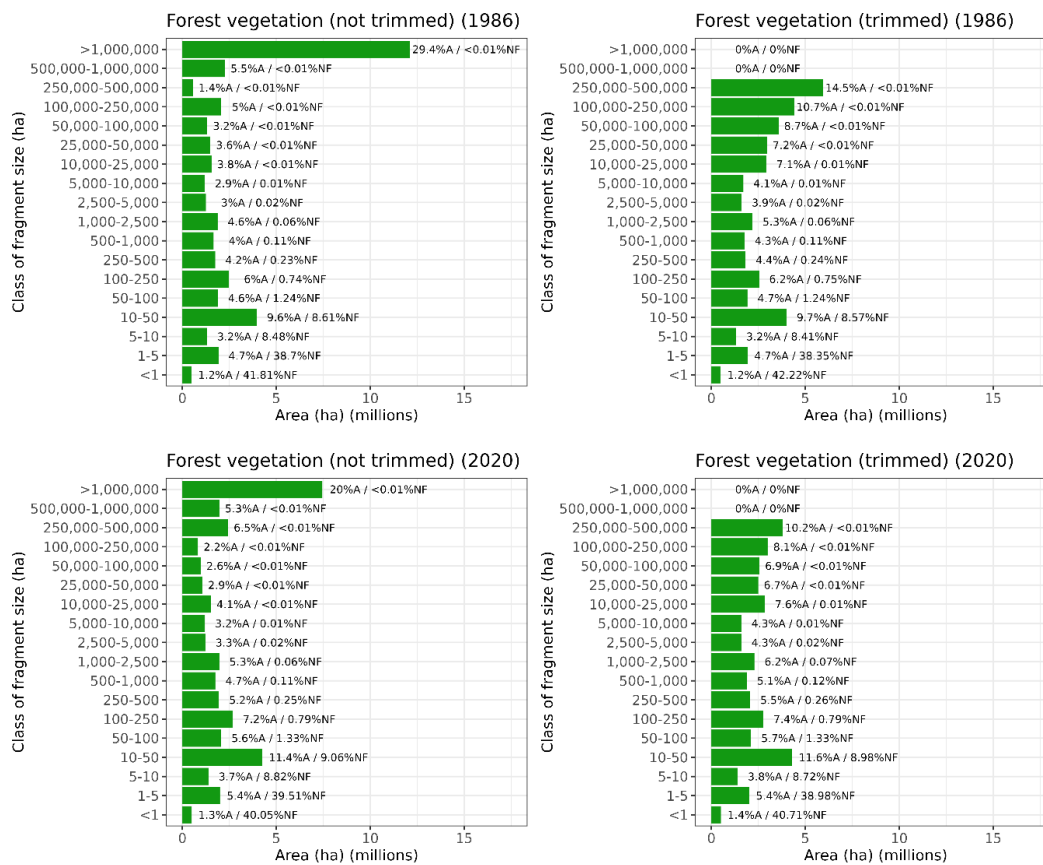 Forest vegetation (not trimmed) (1986)
Class of fragment size (ha)
>1,000,000 29.4%A / <0.01%NF
500,000-1,000,000 5.5%A / <0.01%NF
250,000-500,000 1.4%A / <0.01%NF
100,000-250,000 5%A / <0.01%NF
50,000-100,000 3.2%A / <0.01%NF
25,000-50,000 3.6%A / <0.01%NF
10,000-25,000 3.8%A / <0.01%NF
5,000-10,000 2.9%A / 0.01%NF
2,500-5,000 3%A / 0.02%NF
1,000-2,500 4.6%A / 0.06%NF
500-1,000 4%A / 0.11%NF
250-500 4.2%A / 0.23%NF
100-250 6%A / 0.74%NF
50-100 4.6%A / 1.24%NF
10-50 9.6%A / 8.61%NF
5-10 3.2%A / 8.48%NF
1-5 4.7%A / 38.7%NF
<1 1.2%A / 41.81%NF
0 5 10 15
Area (ha) (millions)
Forest vegetation (trimmed) (1986)
Class of fragment size (ha)
>1,000,000 0%A / 0%NF
500,000-1,000,000 0%A / 0%NF
250,000-500,000 14.5%A / <0.01%NF
100,000-250,000 10.7%A / <0.01%NF
50,000-100,000 8.7%A / <0.01%NF
25,000-50,000 7.2%A / <0.01%NF
10,000-25,000 7.1%A / 0.01%NF
5,000-10,000 4.1%A / 0.01%NF
2,500-5,000 3.9%A / 0.02%NF
1,000-2,500 5.3%A / 0.06%NF
500-1,000 4.3%A / 0.11%NF
250-500 4.4%A / 0.24%NF
100-250 6.2%A / 0.75%NF
50-100 4.7%A / 1.24%NF
10-50 9.7%A / 8.57%NF
5-10 3.2%A / 8.41%NF
1-5 4.7%A / 38.35%NF
<1 1.2%A / 42.22%NF
0 5 10 15
Area (ha) (millions)
Forest vegetation (not trimmed) (2020)
Class of fragment size (ha)
>1,000,000 20%A / <0.01%NF
500,000-1,000,000 5.3%A / <0.01%NF
250,000-500,000 6.5%A / <0.01%NF
100,000-250,000 2.2%A / <0.01%NF
50,000-100,000 2.6%A / <0.01%NF
25,000-50,000 2.9%A / <0.01%NF
10,000-25,000 4.1%A / <0.01%NF
5,000-10,000 3.2%A / 0.01%NF
2,500-5,000 3.3%A / 0.02%NF
1,000-2,500 5.3%A / 0.06%NF
500-1,000 4.7%A / 0.11%NF
250-500 5.2%A / 0.25%NF
100-250 7.2%A / 0.79%NF
50-100 5.6%A / 1.33%NF
10-50 11.4%A / 9.06%NF
5-10 3.7%A / 8.82%NF
1-5 5.4%A / 39.51%NF
<1 1.3%A / 40.05%NF
0 5 10 15
Area (ha) (millions)
Forest vegetation (trimmed) (2020)
Class of fragment size (ha)
>1,000,000 0%A / 0%NF
500,000-1,000,000 0%A / 0%NF
250,000-500,000 10.2%A / <0.01%NF
100,000-250,000 8.1%A / <0.01%NF
50,000-100,000 6.9%A / <0.01%NF
25,000-50,000 6.7%A / <0.01%NF
10,000-25,000 7.6%A / 0.01%NF
5,000-10,000 4.3%A / 0.01%NF
2,500-5,000 4.3%A / 0.02%NF
1,000-2,500 6.2%A / 0.07%NF
500-1,000 5.1%A / 0.12%NF
250-500 5.5%A / 0.26%NF
100-250 7.4%A / 0.79%NF
50-100 5.7%A / 1.33%NF
10-50 11.6%A / 8.98%NF
5-10 3.8%A / 8.72%NF
1-5 5.4%A / 38.98%NF
<1 1.4%A / 40.71%NF
0 5 10 15
Area (ha) (millions)